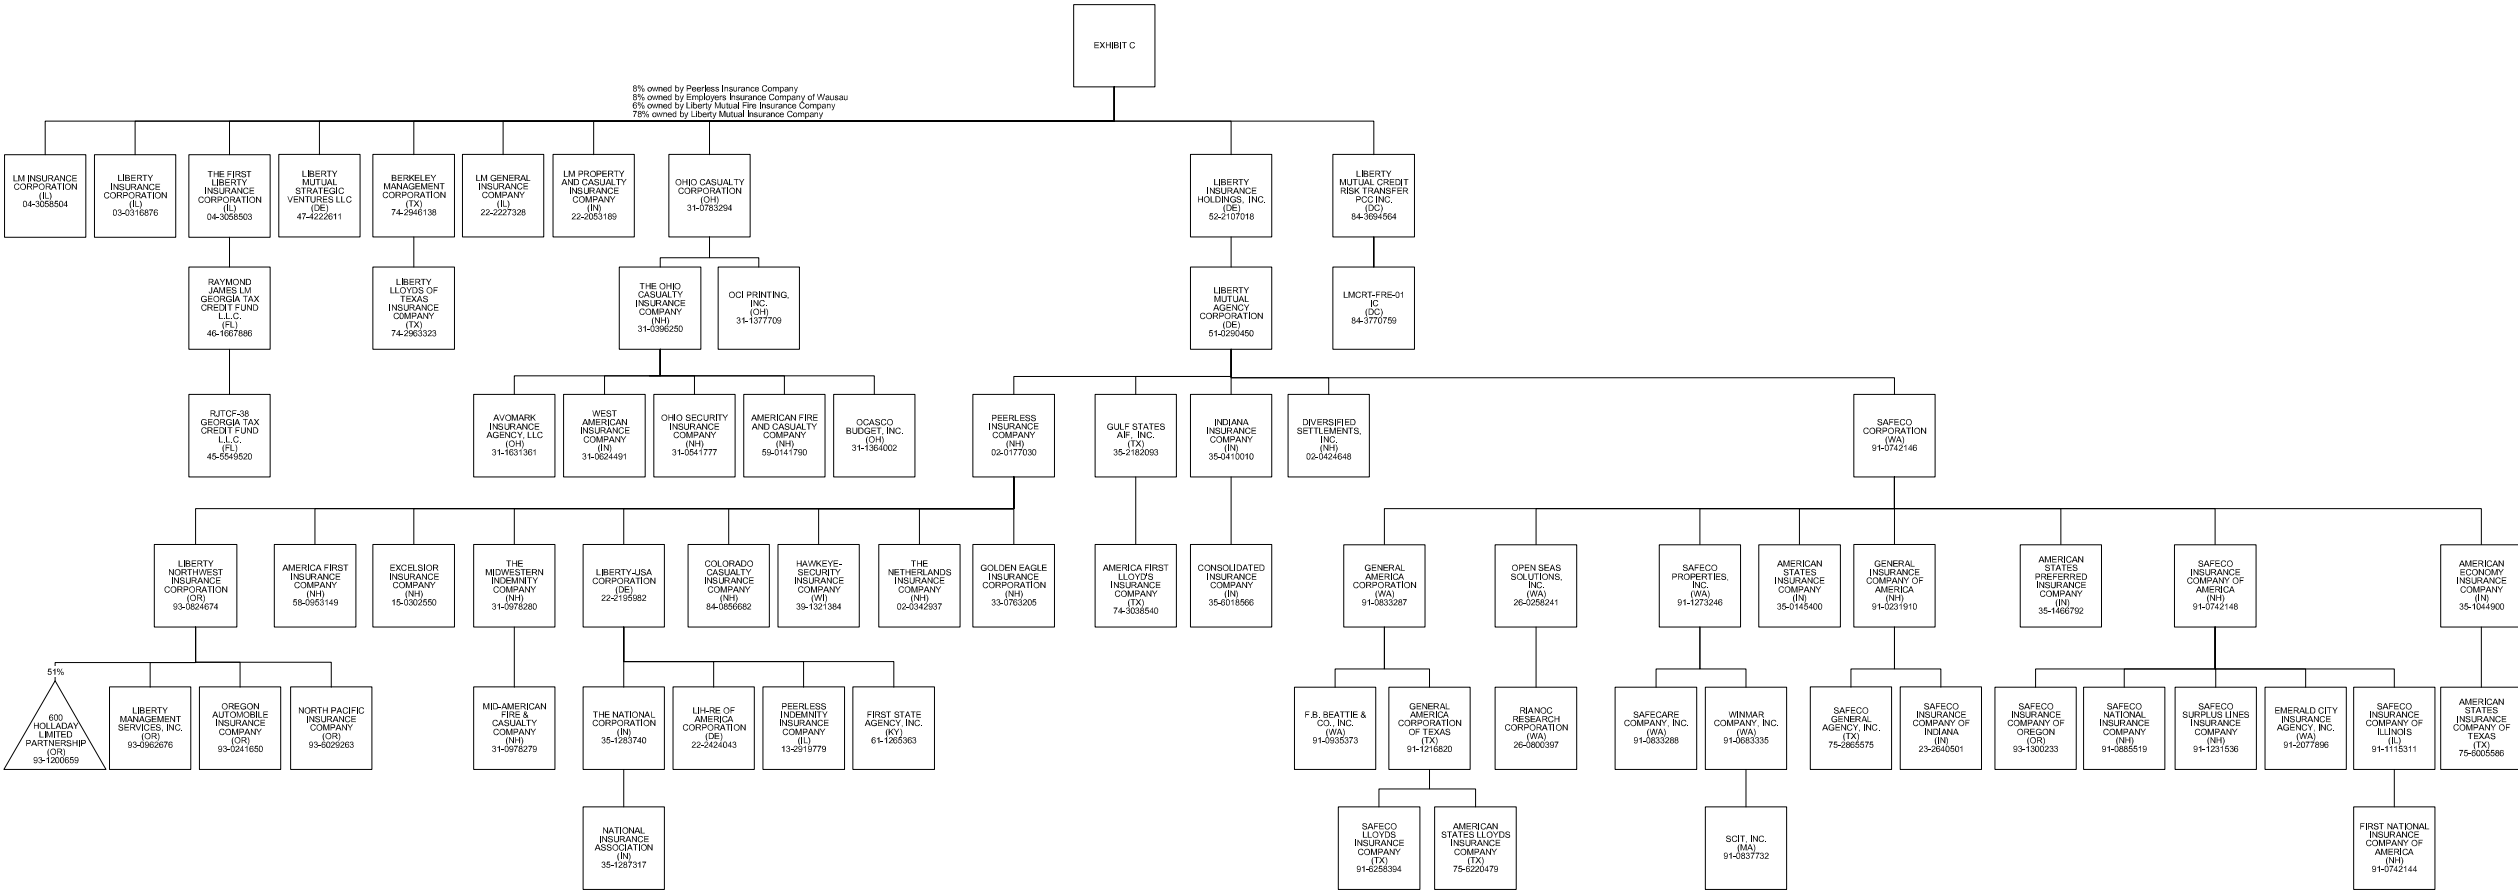 EXHIBIT C
8% owned by Peerless Insurance Company
8% owned by Employers Insurance Company of Wausau
6% owned by Liberty Mutual Fire Insurance Company
78% owned by Liberty Mutual Insurance Company
LM INSURANCE
CORPORATION
(IL)
04-3058504
LIBERTY
INSURANCE
CORPORATION
(IL)
03-0316876
THE FIRST
LIBERTY
INSURANCE
CORPORATION
(IL)
04-3058503
LIBERTY
MUTUAL
STRATEGIC
VENTURES LLC
(DE)
47-4222611
BERKELEY
MANAGEMENT
CORPORATION
(TX)
74-2946138
LM GENERAL
INSURANCE
COMPANY
(IL)
22-2227328
LM PROPERTY
AND CASUALTY
INSURANCE
COMPANY
(IN)
22-2053189
OHIO CASUALTY
CORPORATION
(OH)
31-0783294
LIBERTY
INSURANCE
HOLDINGS, INC.
(DE)
52-2107018
LIBERTY
MUTUAL CREDIT
RISK TRANSFER
PCC INC.
(DC)
84-3694564
RAYMOND
JAMES LM
GEORGIA TAX
CREDIT FUND
L.L.C.
(FL)
46-1667886
LIBERTY
LLOYDS OF
TEXAS
INSURANCE
COMPANY
(TX)
74-2963323
THE OHIO
CASUALTY
INSURANCE
COMPANY
(NH)
31-0396250
OCI PRINTING,
INC.
(OH)
31-1377709
LIBERTY
MUTUAL
AGENCY
CORPORATION
(DE)
51-0290450
LMCRT-FRE-01
IC
(DC)
84-3770759
RJTCF-38
GEORGIA TAX
CREDIT FUND
L.L.C.
(FL)
45-5549520
AVOMARK
INSURANCE
AGENCY, LLC
(OH)
31-1631361
WEST
AMERICAN
INSURANCE
COMPANY
(IN)
31-0624491
OHIO SECURITY
INSURANCE
COMPANY
(NH)
31-0541777
AMERICAN FIRE
AND CASUALTY
COMPANY
(NH)
59-0141790
OCASCO
BUDGET, INC.
(OH)
31-1364002
PEERLESS
INSURANCE
COMPANY
(NH)
02-0177030
GULF STATES
AIF, INC.
(TX)
35-2182093
INDIANA
INSURANCE
COMPANY
(IN)
35-0410010
DIVERSIFIED
SETTLEMENTS,
INC.
(NH)
02-0424648
SAFECO
CORPORATION
(WA)
91-0742146
LIBERTY
NORTHWEST
INSURANCE
CORPORATION
(OR)
93-0824674
AMERICA FIRST
INSURANCE
COMPANY
(NH)
58-0953149
EXCELSIOR
INSURANCE
COMPANY
(NH)
15-0302550
THE
MIDWESTERN
INDEMNITY
COMPANY
(NH)
31-0978280
LIBERTY-USA
CORPORATION
(DE)
22-2195982
COLORADO
CASUALTY
INSURANCE
COMPANY
(NH)
84-0856682
HAWKEYE-
SECURITY
INSURANCE
COMPANY
(WI)
39-1321384
THE
NETHERLANDS
INSURANCE
COMPANY
(NH)
02-0342937
GOLDEN EAGLE
INSURANCE
CORPORATION
(NH)
33-0763205
AMERICA FIRST
LLOYD'S
INSURANCE
COMPANY
(TX)
74-3038540
CONSOLIDATED
INSURANCE
COMPANY
(IN)
35-6018566
GENERAL
AMERICA
CORPORATION
(WA)
91-0833287
OPEN SEAS
SOLUTIONS,
INC.
(WA)
26-0258241
SAFECO
PROPERTIES,
INC.
(WA)
91-1273246
AMERICAN
STATES
INSURANCE
COMPANY
(IN)
35-0145400
GENERAL
INSURANCE
COMPANY OF
AMERICA
(NH)
91-0231910
AMERICAN
STATES
PREFERRED
INSURANCE
COMPANY
(IN)
35-1466792
SAFECO
INSURANCE
COMPANY OF
AMERICA
(NH)
91-0742148
AMERICAN
ECONOMY
INSURANCE
COMPANY
(IN)
35-1044900
51%
600
HOLLADAY
LIMITED
PARTNERSHIP
(OR)
93-1200659
LIBERTY
MANAGEMENT
SERVICES, INC.
(OR)
93-0962676
OREGON
AUTOMOBILE
INSURANCE
COMPANY
(OR)
93-0241650
NORTH PACIFIC
INSURANCE
COMPANY
(OR)
93-6029263
MID-AMERICAN
FIRE &
CASUALTY
COMPANY
(NH)
31-0978279
THE NATIONAL
CORPORATION
(IN)
35-1283740
LIH-RE OF
AMERICA
CORPORATION
(DE)
22-2424043
PEERLESS
INDEMNITY
INSURANCE
COMPANY
(IL)
13-2919779
FIRST STATE
AGENCY, INC.
(KY)
61-1265363
F.B. BEATTIE &
CO., INC.
(WA)
91-0935373
GENERAL
AMERICA
CORPORATION
OF TEXAS
(TX)
91-1216820
RIANOC
RESEARCH
CORPORATION
(WA)
26-0800397
SAFECARE
COMPANY, INC.
(WA)
91-0833288
WINMAR
COMPANY, INC.
(WA)
91-0683335
SAFECO
GENERAL
AGENCY, INC.
(TX)
75-2865575
SAFECO
INSURANCE
COMPANY OF
INDIANA
(IN)
23-2640501
SAFECO
INSURANCE
COMPANY OF
OREGON
(OR)
93-1300233
SAFECO
NATIONAL
INSURANCE
COMPANY
(NH)
91-0885519
SAFECO
SURPLUS LINES
INSURANCE
COMPANY
(NH)
91-1231536
EMERALD CITY
INSURANCE
AGENCY, INC.
(WA)
91-2077896
SAFECO
INSURANCE
COMPANY OF
ILLINOIS
(IL)
91-1115311
AMERICAN
STATES
INSURANCE
COMPANY OF
TEXAS
(TX)
75-6005586
NATIONAL
INSURANCE
ASSOCIATION
(IN)
35-1287317
SAFECO
LLOYDS
INSURANCE
COMPANY
(TX)
91-6258394
AMERICAN
STATES LLOYDS
INSURANCE
COMPANY
(TX)
75-6220479
SCIT, INC.
(MA)
91-0837732
FIRST NATIONAL
INSURANCE
COMPANY OF
AMERICA
(NH)
91-0742144